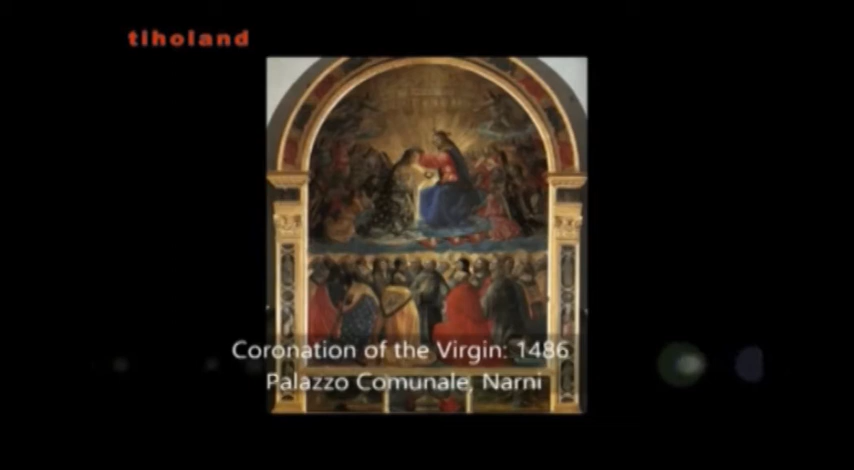 tiholand
Coronation of the Virgin: 1486
Palazzo Comunale, Narni